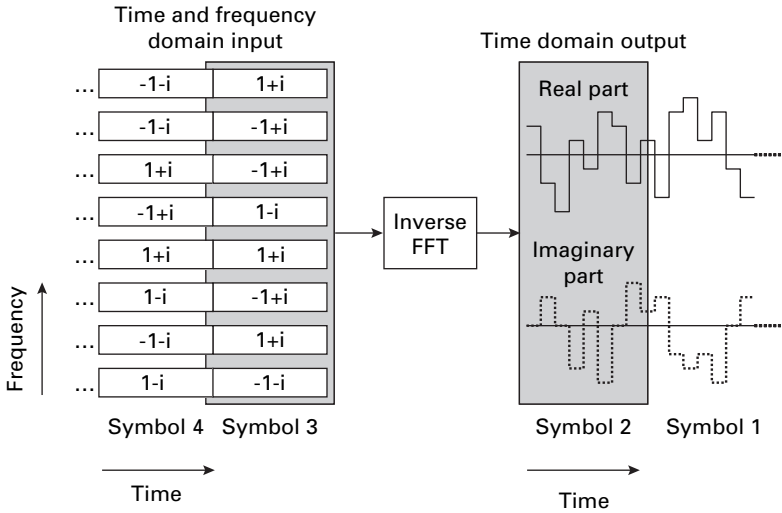 Time and frequency
domain input
Time domain output
... -1-i 1+i
... -1-i -1+i
... 1+i -1+i
... -1+i 1-i
... 1+i 1+i
... 1-i -1+i
... -1-i 1+i
... 1-i -1-i
Frequency
Symbol 4 Symbol 3
Time
Inverse
FFT
Real part
Imaginary
part
Symbol 2 Symbol 1
Time